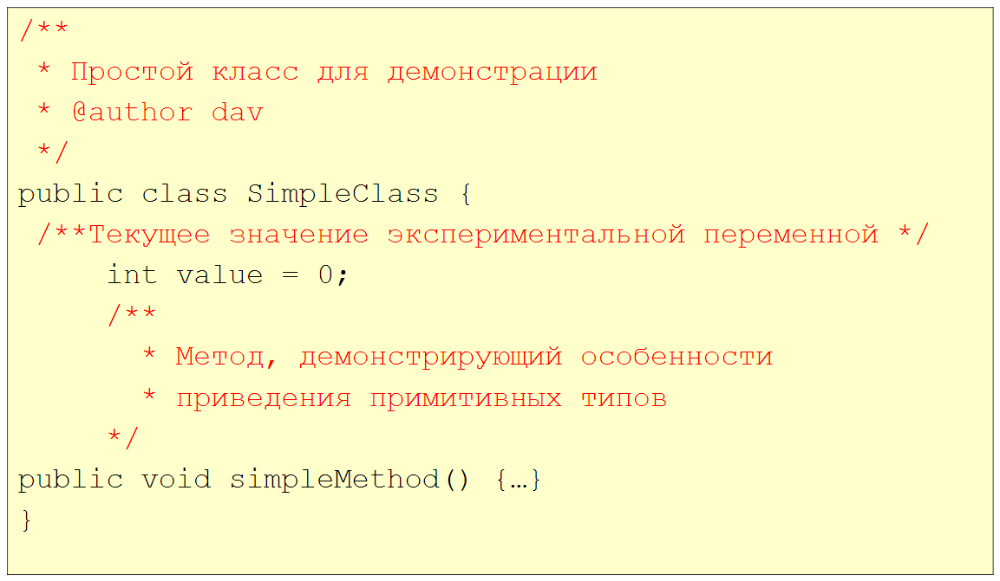 /**
 * Простой класс для демонстрации
 * @author dav
 */
public class SimpleClass {
 /**Текущее значение экспериментальной переменной */
     int value = 0;
     /**
       * Метод, демонстрирующий особенности
       * приведения примитивных типов
     */
public void simpleMethod() {…}
}